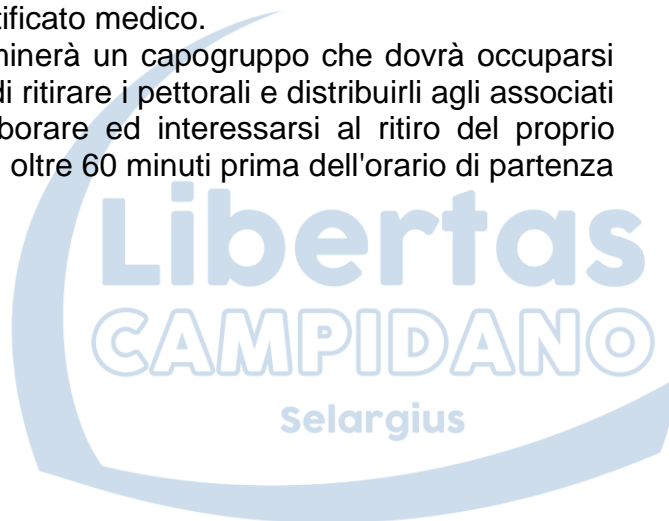 tificato medico.
ninerà un capogruppo che dovrà occuparsi
di ritirare i pettorali e distribuirli agli associati
borare ed interessarsi al ritiro del proprio
oltre 60 minuti prima dell'orario di partenza
Libertas
CAMPIDANO
Selargius